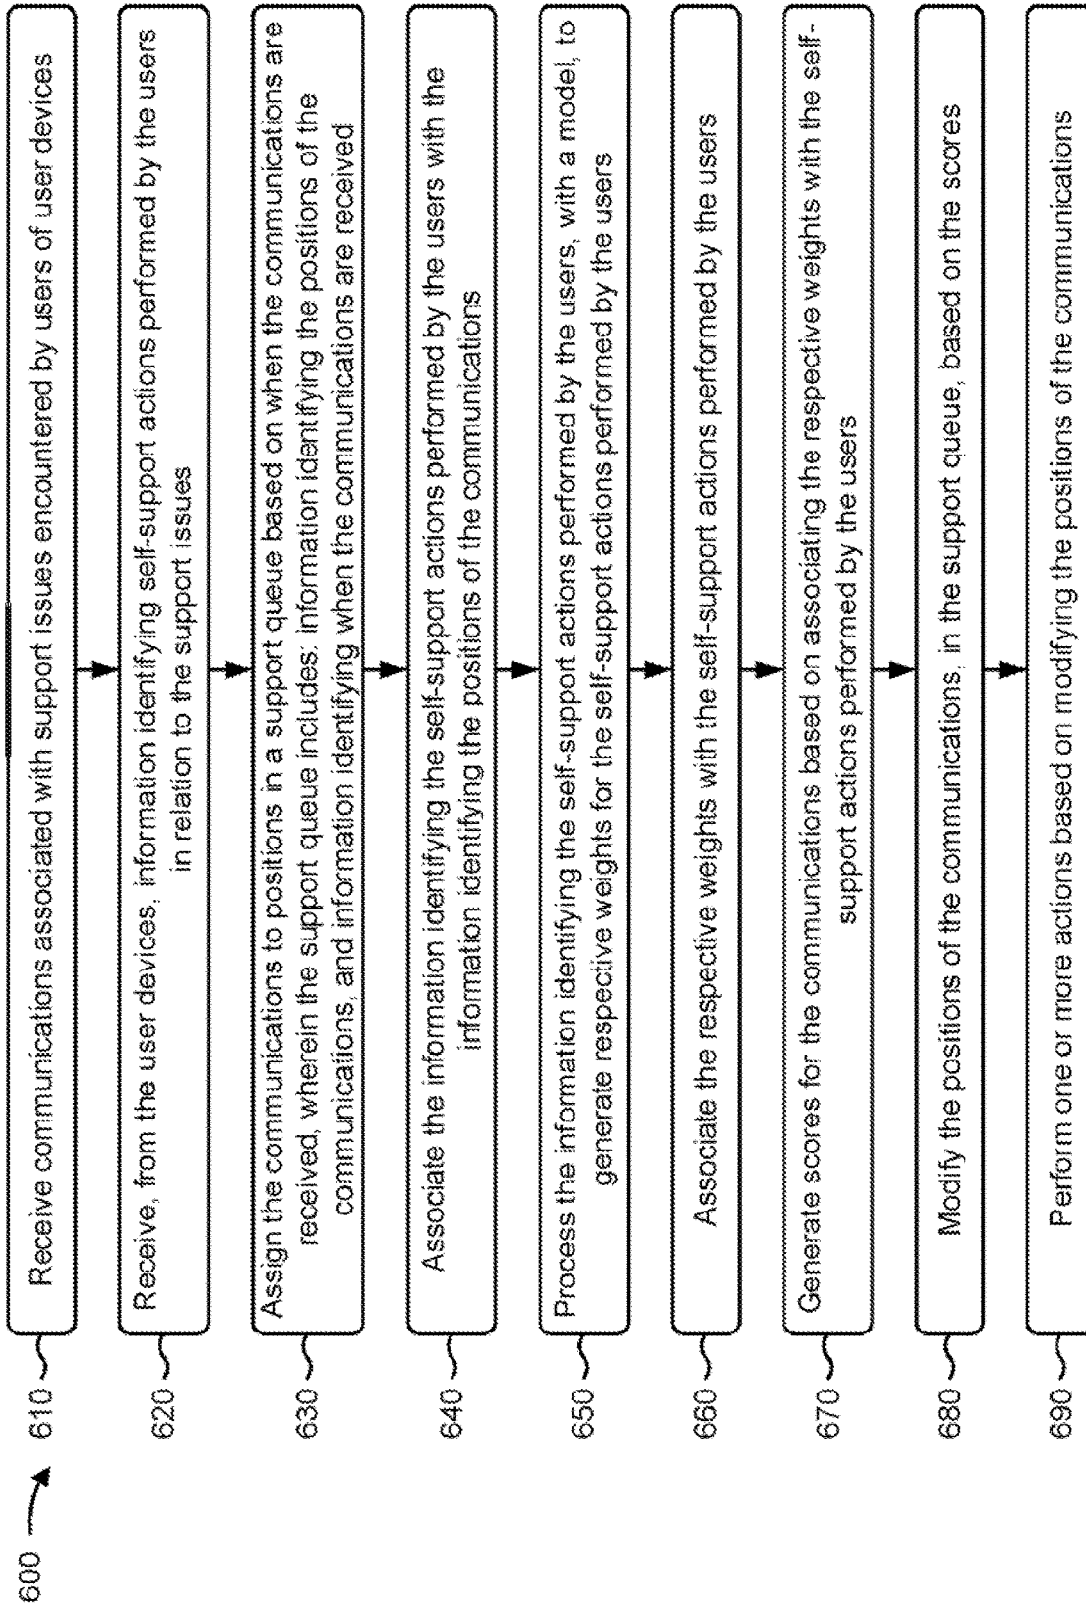 600
610
Receive communications associated with support issues encountered by users of user devices
620
Receive, from the user devices, information identifying self-support actions performed by the users
in relation to the support issues
630
Assign the communications to positions in a support queue based on when the communications are
received, wherein the support queue includes: information identifying the positions of the
communications, and information identifying when the communications are received
640
Associate the information identifying the self-support actions performed by the users with the
information identifying the positions of the communications
650
Process the information identifying the self-support actions performed by the users, with a model, to
generate respective weights for the self-support actions performed by the users
660
Associate the respective weights with the self-support actions performed by the users
670
Generate scores for the communications based on associating the respective weights with the self-
support actions performed by the users
680
Modify the positions of the communications, in the support queue, based on the scores
690
Perform one or more actions based on modifying the positions of the communications